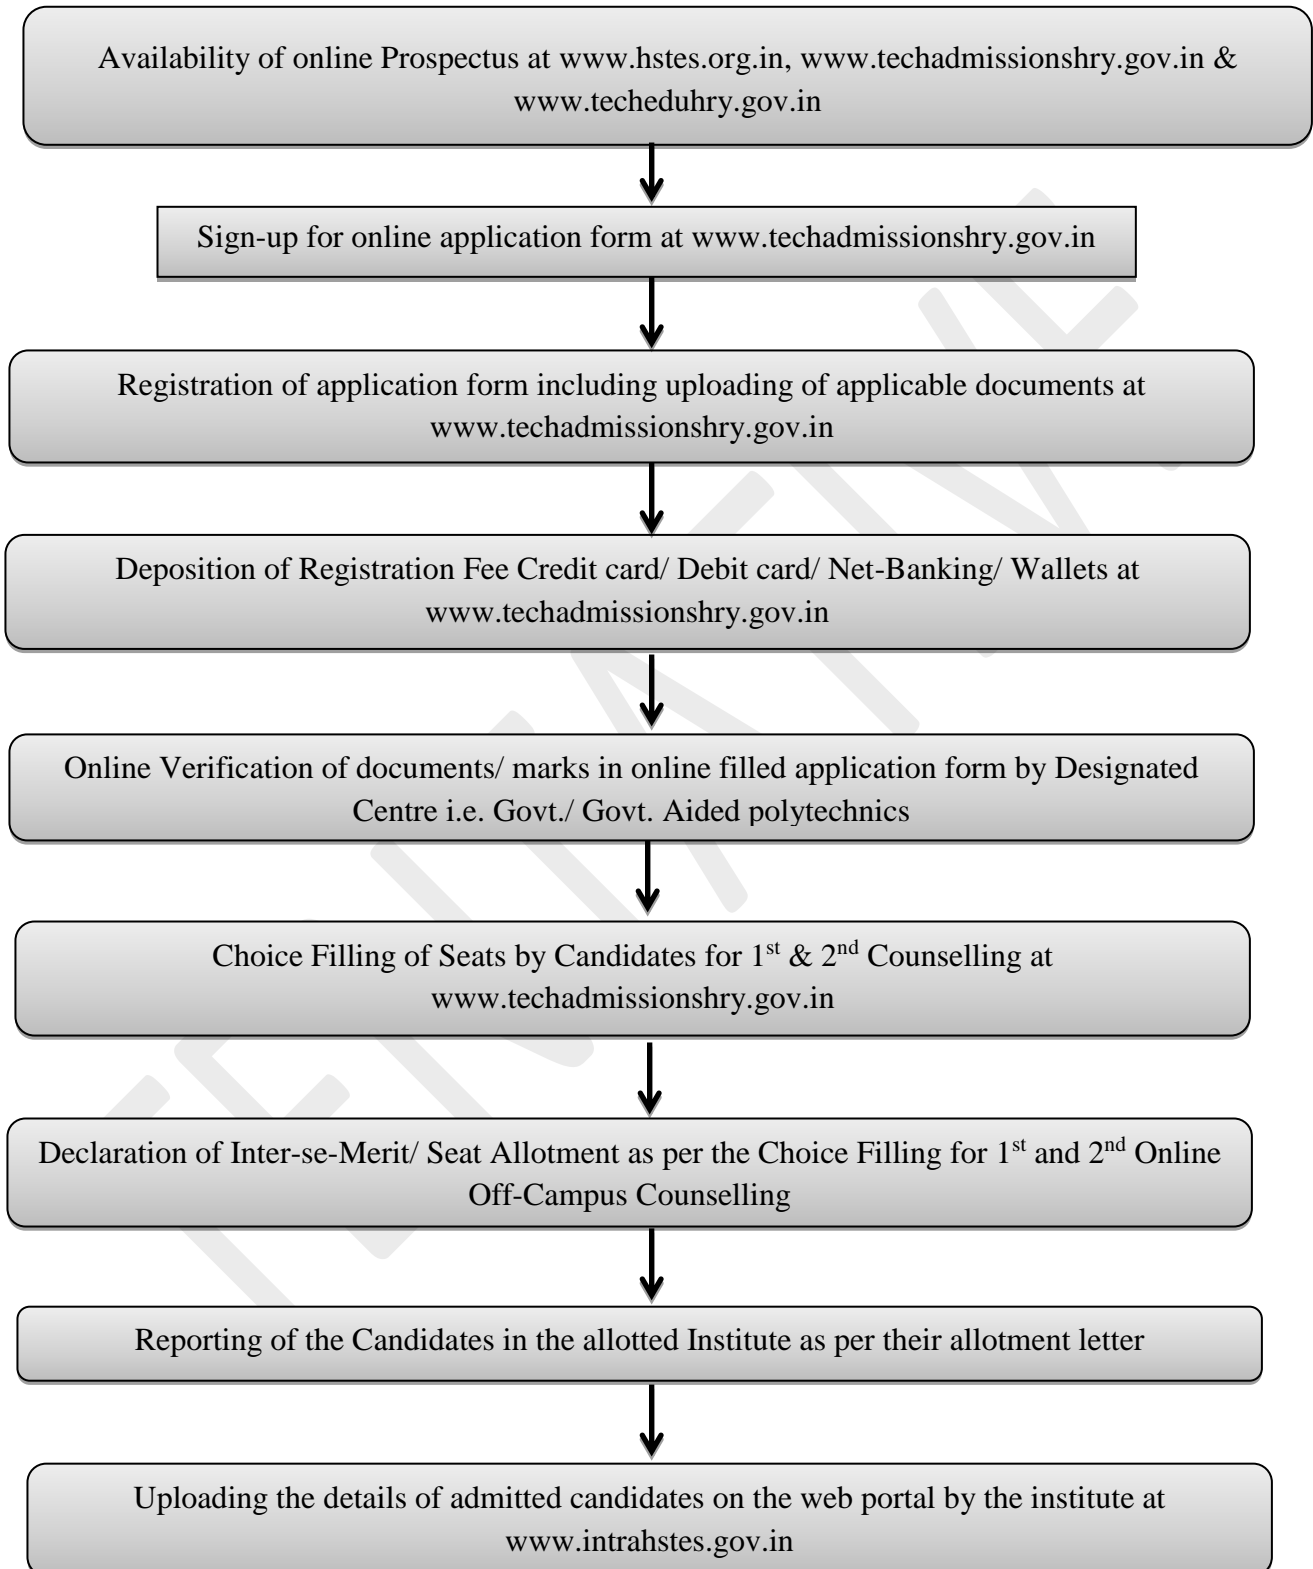 Availability of online Prospectus at www.hstes.org.in, www.techadmissionshry.gov.in &
www.techeduhry.gov.in
Sign-up for online application form at www.techadmissionshry.gov.in
Registration of application form including uploading of applicable documents at
www.techadmissionshry.gov.in
Deposition of Registration Fee Credit card/ Debit card/ Net-Banking/ Wallets at
www.techadmissionshry.gov.in
Online Verification of documents/ marks in online filled application form by Designated
Centre i.e. Govt./ Govt. Aided polytechnics
Choice Filling of Seats by Candidates for 1st & 2nd Counselling at
www.techadmissionshry.gov.in
Declaration of Inter-se-Merit/ Seat Allotment as per the Choice Filling for 1st and 2nd Online
Off-Campus Counselling
Reporting of the Candidates in the allotted Institute as per their allotment letter
Uploading the details of admitted candidates on the web portal by the institute at
www.intrahstes.gov.in
TENTATIVE